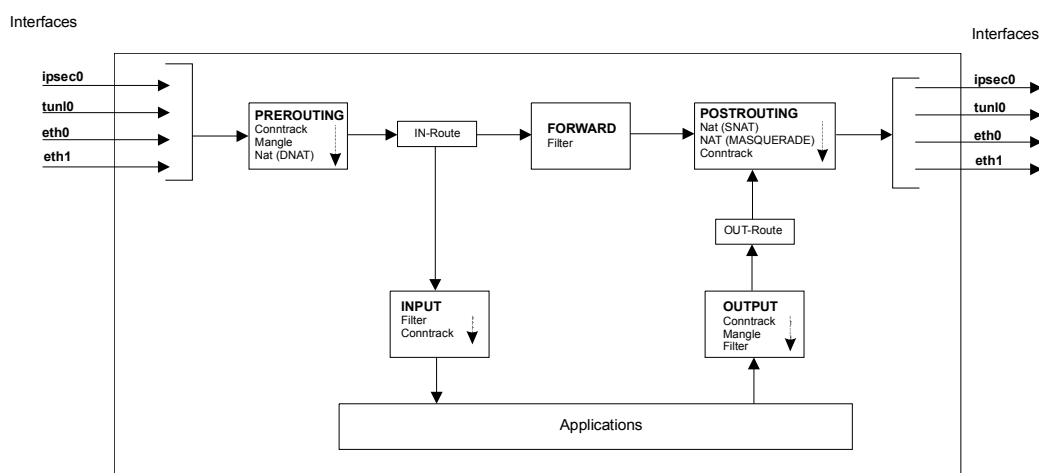 Interfaces
Interfaces
ipsec0
tunl0
eth0
eth1
PREROUTING
Conntrack
Mangle
Nat (DNAT)
IN-Route
FORWARD
Filter
POSTROUTING
Nat (SNAT)
NAT (MASQUERADE)
Conntrack
ipsec0
tunl0
eth0
eth1
OUT-Route
INPUT
Filter
Conntrack
OUTPUT
Conntrack
Mangle
Filter
Applications